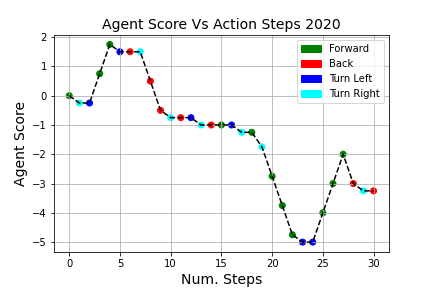 Agent Score Vs Action Steps 2020
Agent Score
2
1
0
−1
−2
−3
−4
−5
Forward
Back
Turn Left
Turn Right
0 5 10 15 20 25 30
Num. Steps